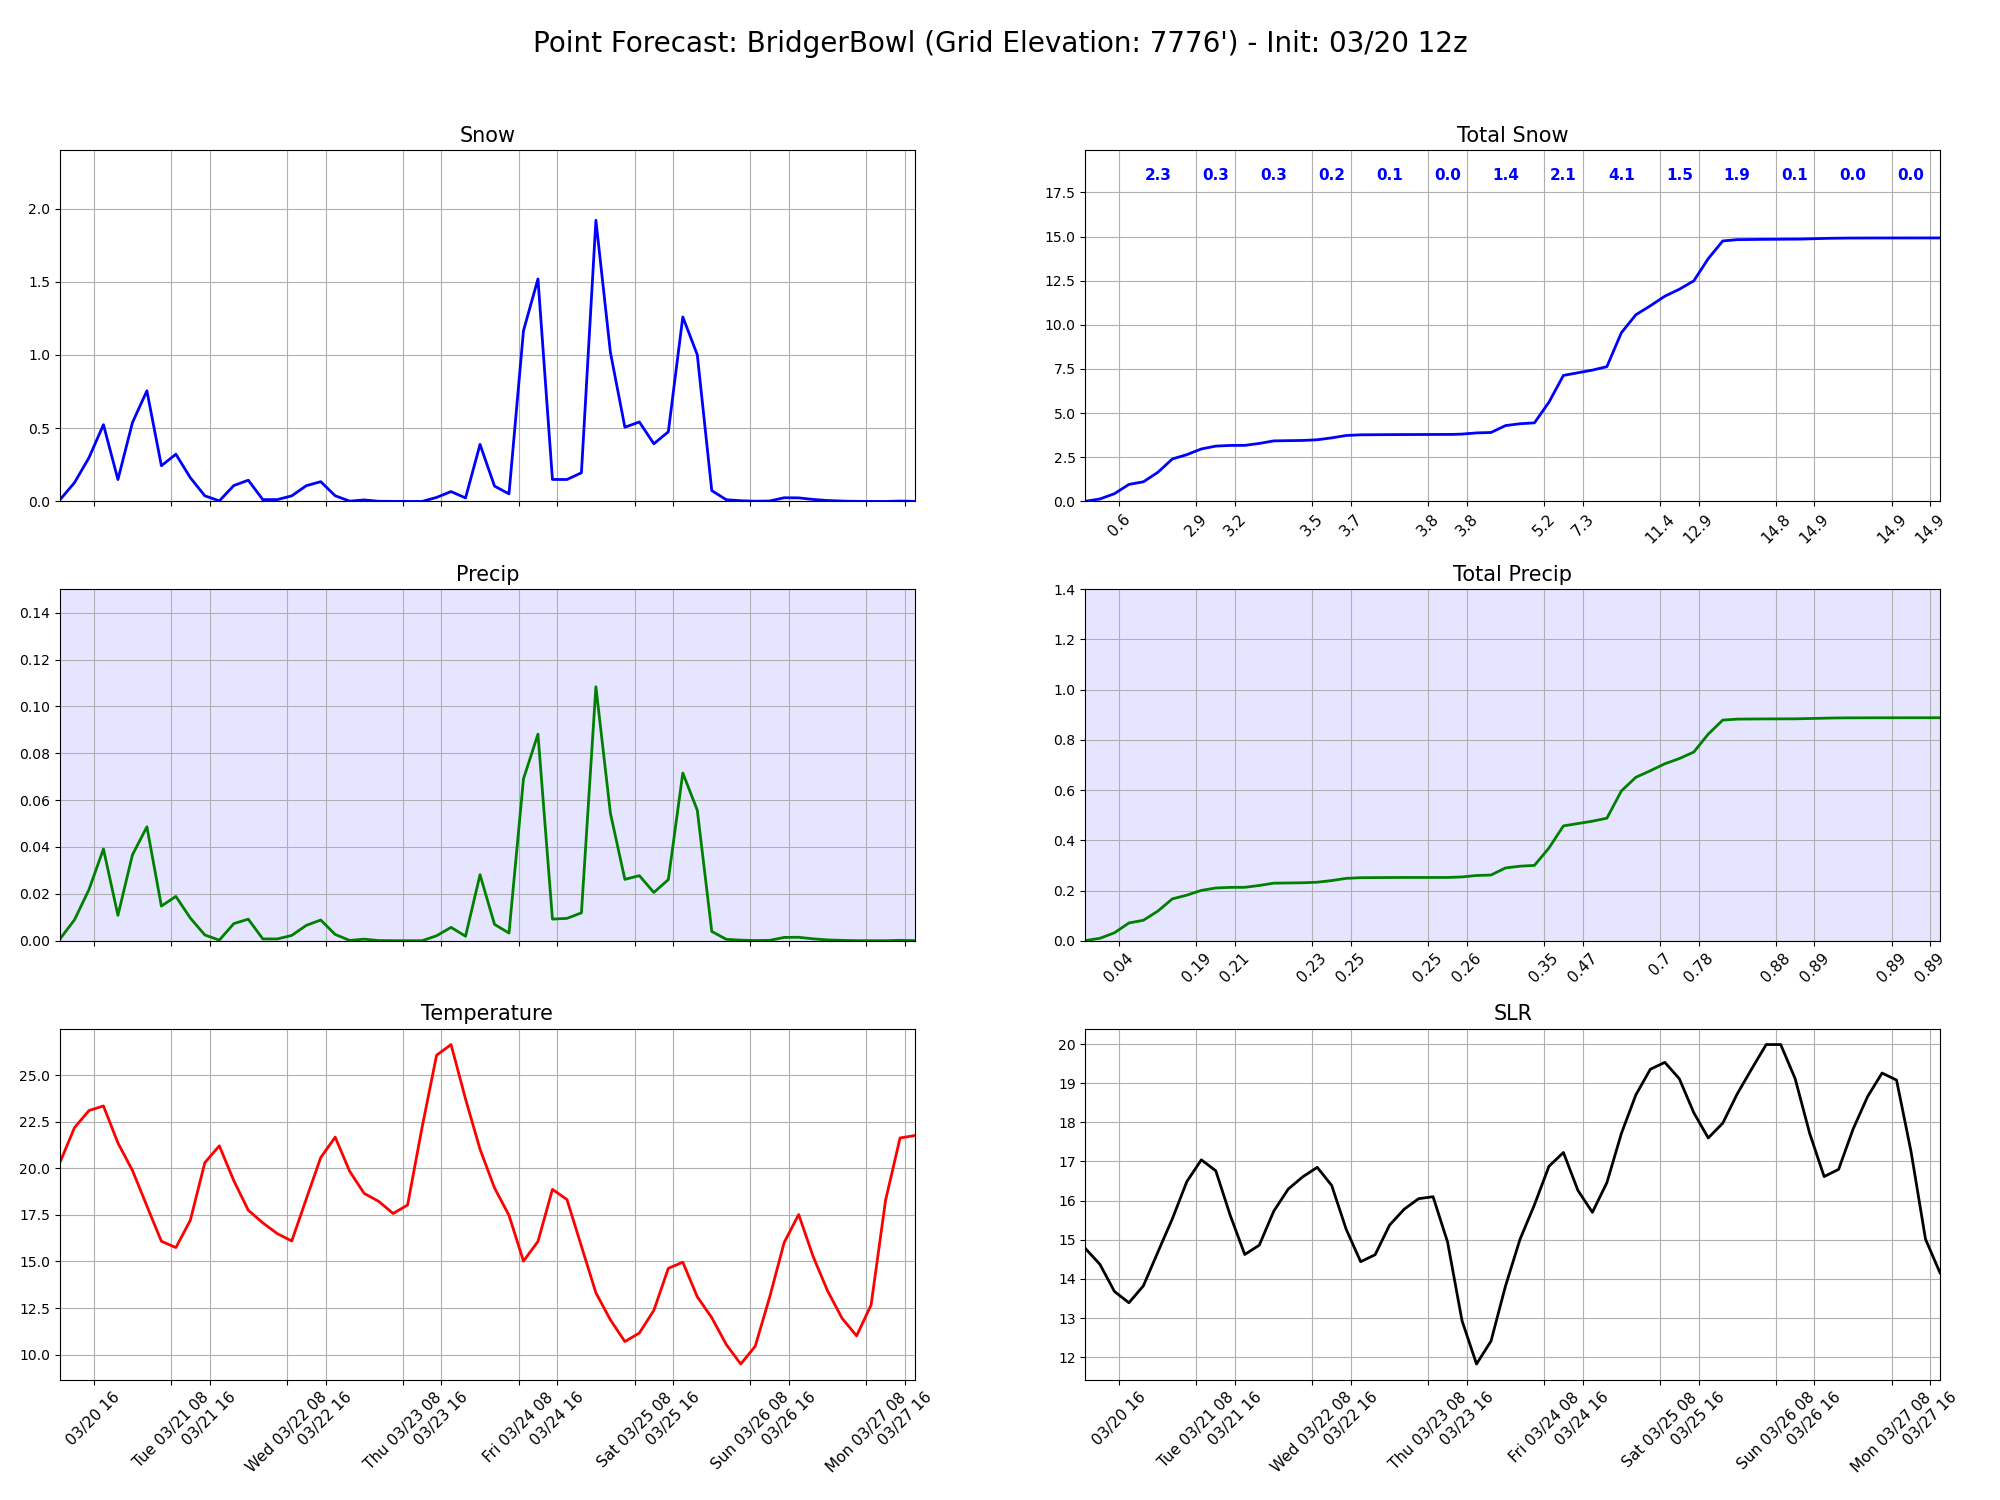 Point Forecast: BridgerBowl (Grid Elevation: 7776') - Init: 03/20 12z
Snow
2.0
1.5
1.0
0.5
0.0
Total Snow
2.3 0.3 0.3 0.2 0.1 0.0 1.4 2.1 4.1 1.5 1.9 0.1 0.0 0.0
17.5
15.0
12.5
10.0
7.5
5.0
2.5
0.0
0.6 2.9 3.2 3.5 3.7 3.8 3.8 5.2 7.3 11.4 12.9 14.8 14.9 14.9 14.9
Precip
0.14
0.12
0.10
0.08
0.06
0.04
0.02
0.00
Total Precip
1.4
1.2
1.0
0.8
0.6
0.4
0.2
0.0
0.04 0.19 0.21 0.23 0.25 0.25 0.26 0.35 0.47 0.7 0.78 0.88 0.89 0.89 0.89
Temperature
25.0
22.5
20.0
17.5
15.0
12.5
10.0
03/20 16
Tue 03/21 08
03/21 16
Wed 03/22 08
03/22 16
Thu 03/23 08
03/23 16
Fri 03/24 08
03/24 16
Sat 03/25 08
03/25 16
Sun 03/26 08
03/26 16
Mon 03/27 08
03/27 16
SLR
20
19
18
17
16
15
14
13
12
03/20 16
Tue 03/21 08
03/21 16
Wed 03/22 08
03/22 16
Thu 03/23 08
03/23 16
Fri 03/24 08
03/24 16
Sat 03/25 08
03/25 16
Sun 03/26 08
03/26 16
Mon 03/27 08
03/27 16